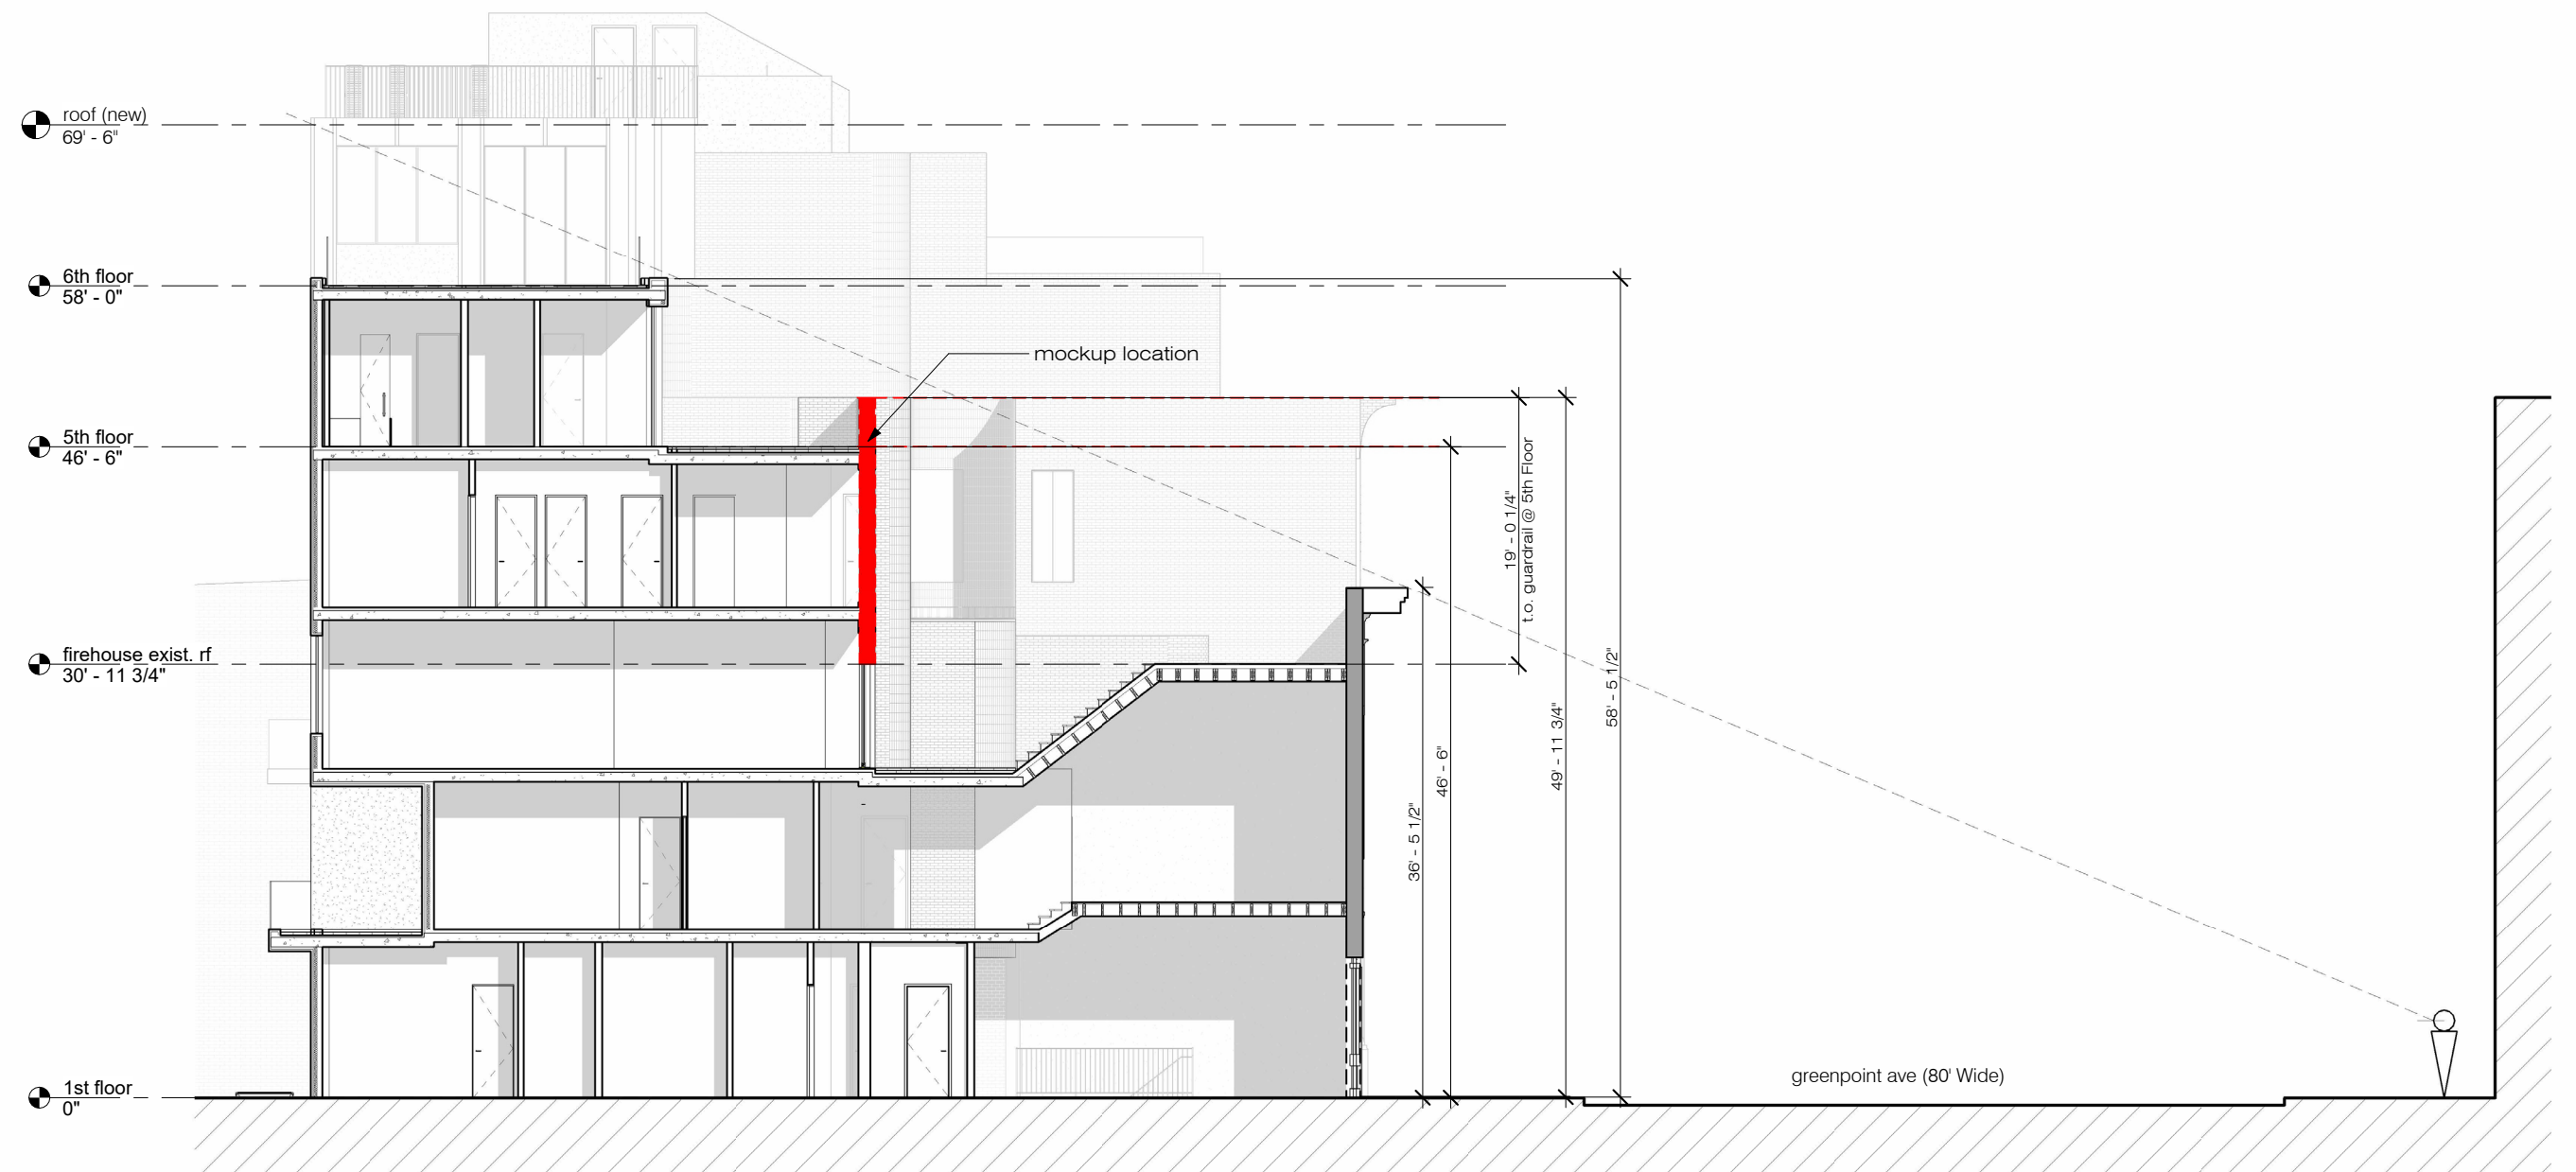 roof (new)
69' - 6"
6th floor
58' - 0"
mockup location
5th floor
46' - 6"
19' - 0 1/4"
t.o. guardrail @ 5th Floor
firehouse exist. rf
30' - 11 3/4"
58' - 5 1/2"
49' - 11 3/4"
46' - 6"
36' - 5 1/2"
greenpoint ave (80' Wide)
1st floor
0"